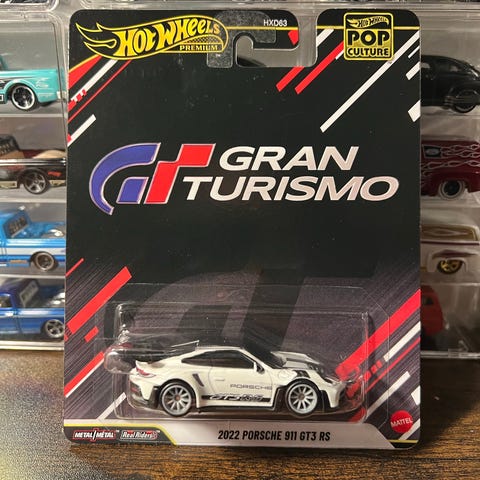 HXD63
HOT WHEELS
PREMIUM
HOT WHEELS
POP
CULTURE
GRAN
TURISMO
PORSCHE
GT3 RS
2022 PORSCHE 911 GT3 RS
METAL/METAL
Real Riders
MATTEL